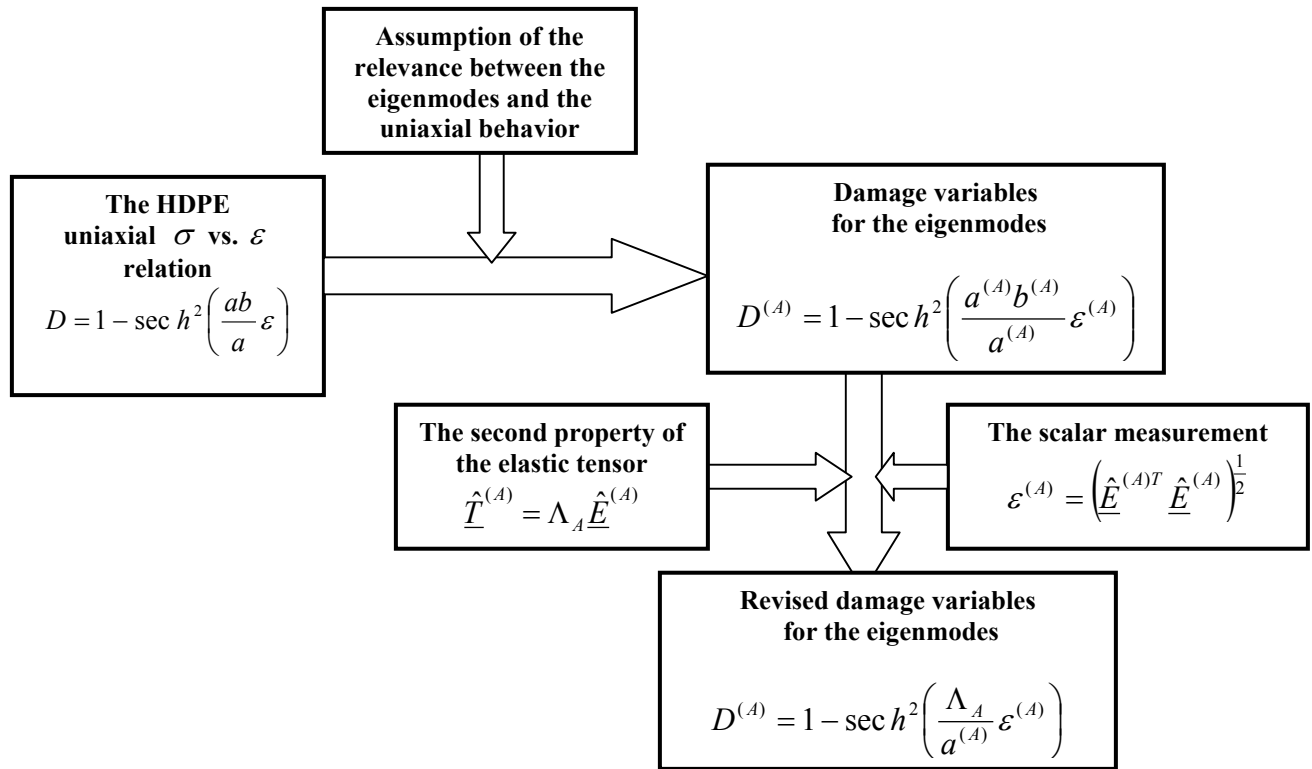 Assumption of the
relevance between the
eigenmodes and the
uniaxial behavior
The HDPE
uniaxial σ vs. ε
relation
D = 1 − sec h²(ab/a ε)
Damage variables
for the eigenmodes
D^(A) = 1 − sec h²(a^(A) b^(A) / a^(A) ε^(A))
The second property of
the elastic tensor
T̲̂^(A) = Λ_A Ê̲^(A)
The scalar measurement
ε^(A) = (Ê̲^(A)T Ê̲^(A))^1/2
Revised damage variables
for the eigenmodes
D^(A) = 1 − sec h²(Λ_A / a^(A) ε^(A))